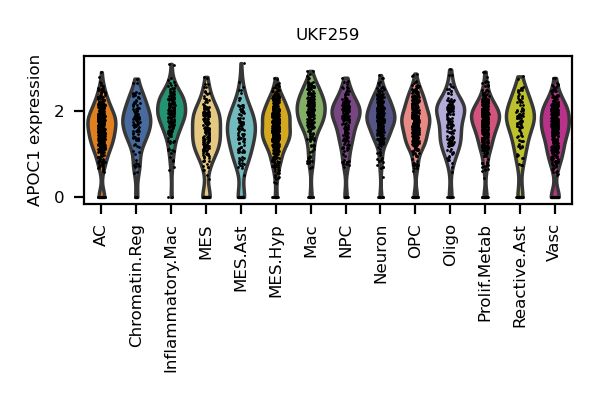 UKF259
APOC1 expression
2
0
AC
Chromatin.Reg
Inflammatory.Mac
MES
MES.Ast
MES.Hyp
Mac
NPC
Neuron
OPC
Oligo
Prolif.Metab
Reactive.Ast
Vasc